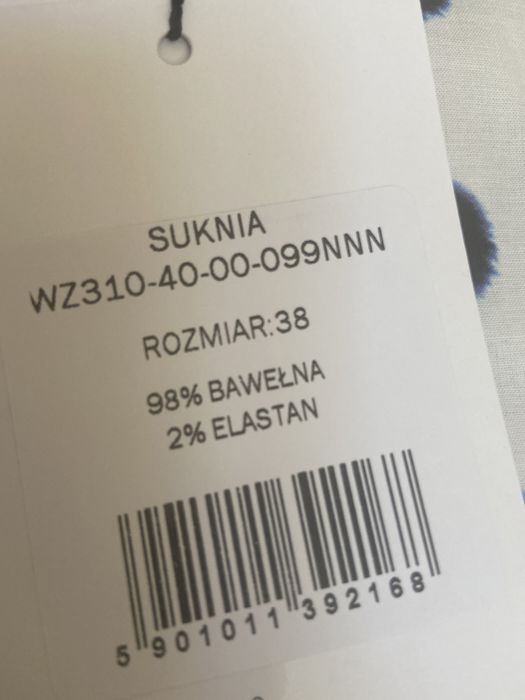 SUKNIA
WZ310-40-00-099NNN
ROZMIAR:38
98% BAWEŁNA
2% ELASTAN
5 901011 392168